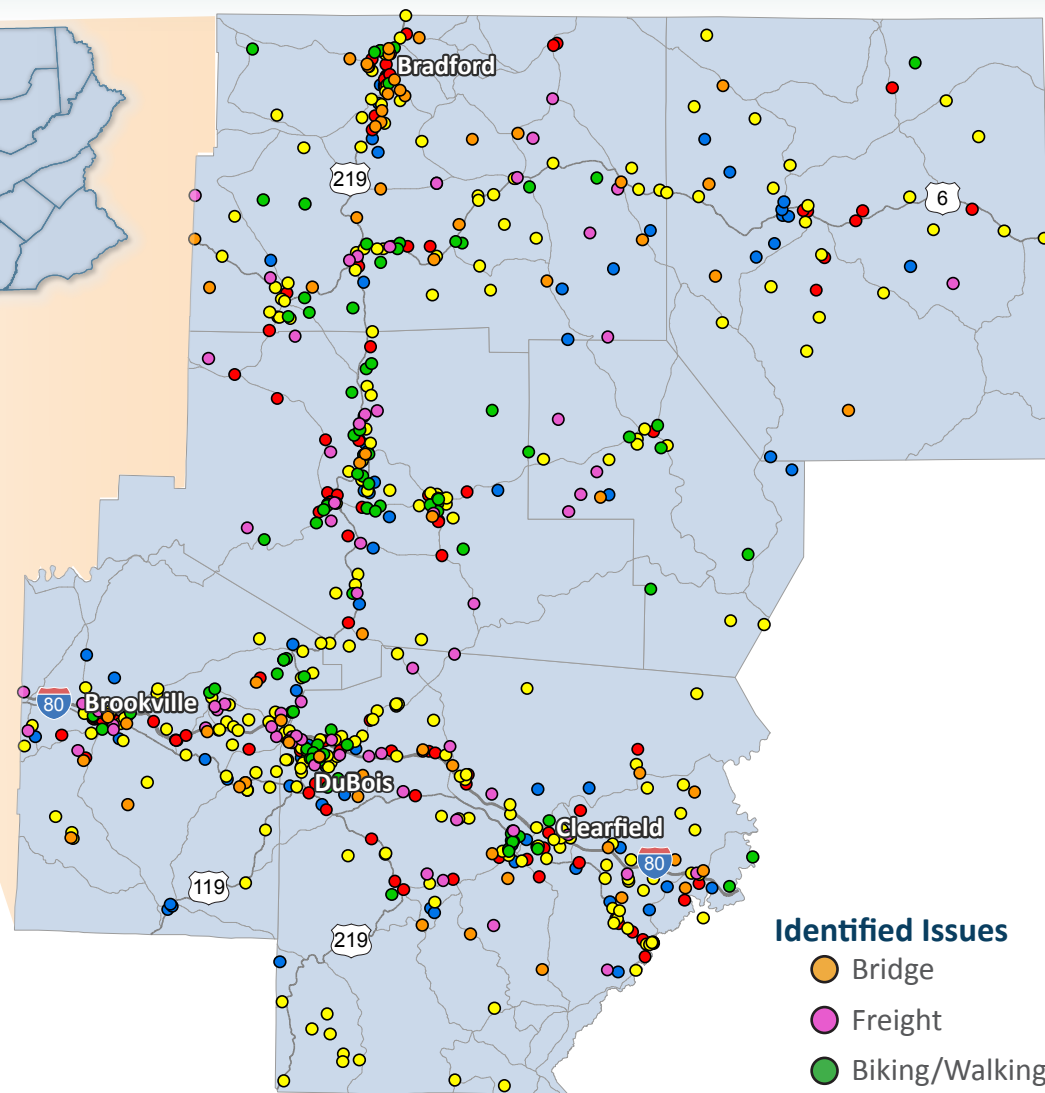 Bradford
219
6
80
Brookville
DuBois
Clearfield
80
119
219
Identified Issues
Bridge
Freight
Biking/Walking